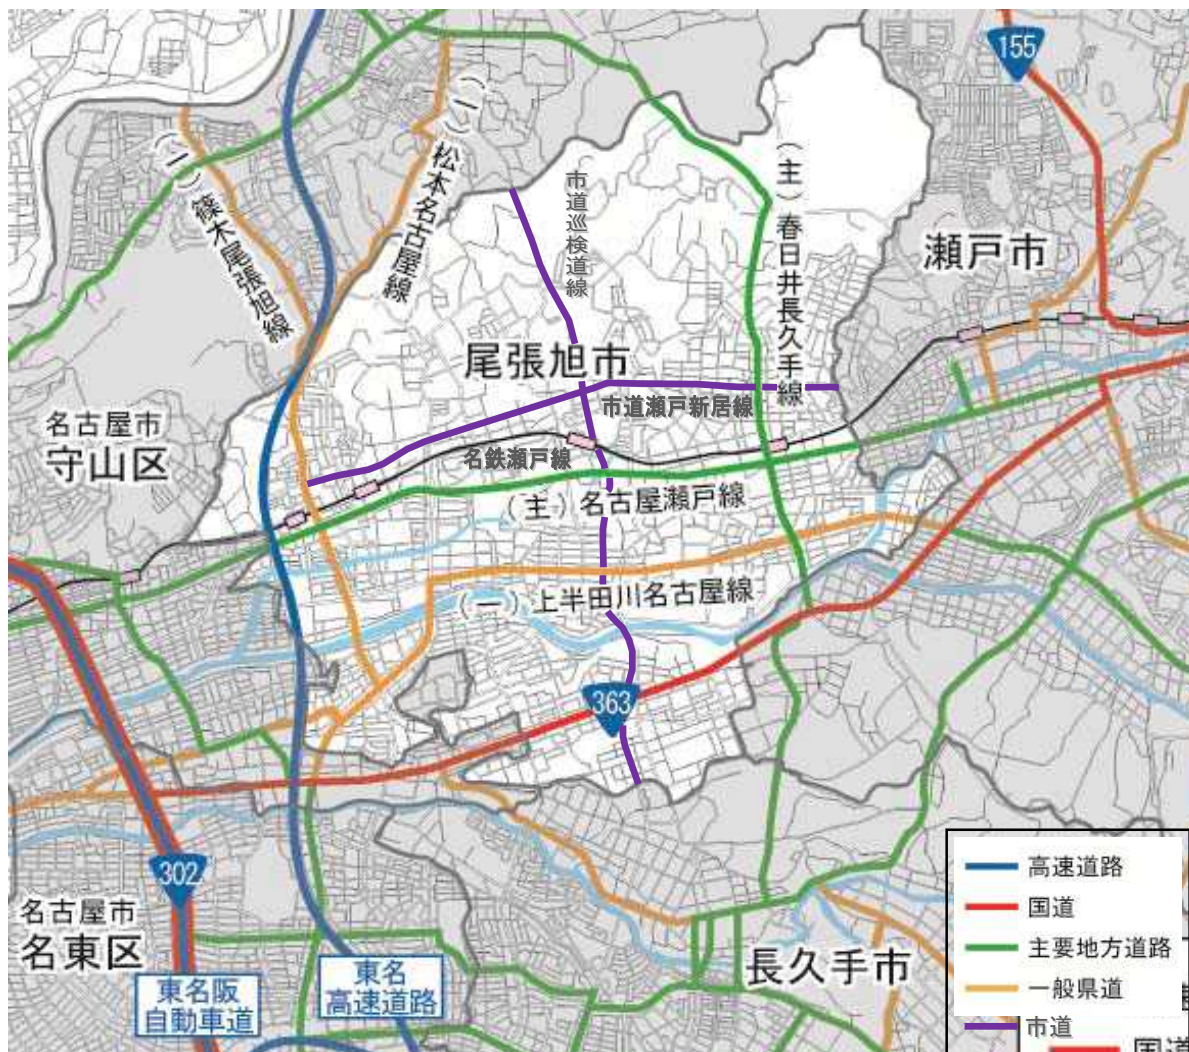 155
(一)篠木尾張旭線
(一)松本名古屋線
市道巡検道線
(主)春日井長久手線
瀬戸市
尾張旭市
名古屋市
守山区
市道瀬戸新居線
名鉄瀬戸線
(主)名古屋瀬戸線
(一)上半田川名古屋線
363
302
名古屋市
名東区
東名阪
自動車道
東名
高速道路
長久手市
高速道路
国道
主要地方道路
一般県道
市道
国道